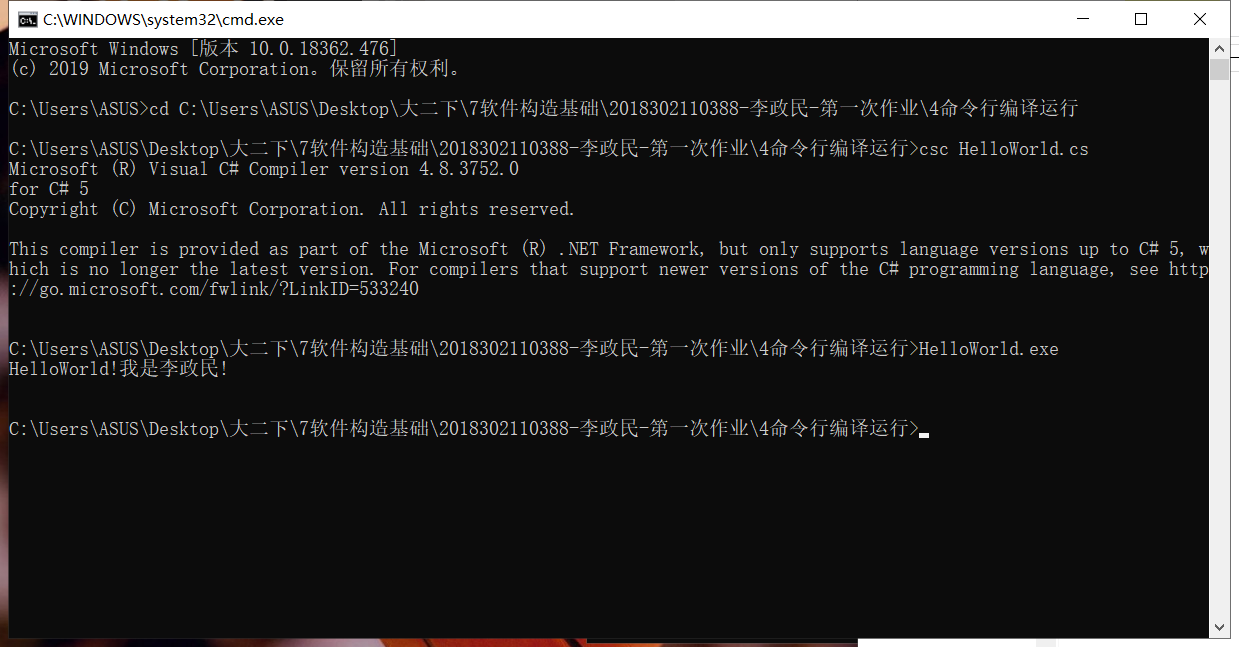 C:\WINDOWS\system32\cmd.exe
Microsoft Windows [版本 10.0.18362.476]
(c) 2019 Microsoft Corporation。保留所有权利。
C:\Users\ASUS>cd C:\Users\ASUS\Desktop\大二下\7软件构造基础\2018302110388-李政民-第一次作业\4命令行编译运行
C:\Users\ASUS\Desktop\大二下\7软件构造基础\2018302110388-李政民-第一次作业\4命令行编译运行>csc HelloWorld.cs
Microsoft (R) Visual C# Compiler version 4.8.3752.0
for C# 5
Copyright (C) Microsoft Corporation. All rights reserved.
This compiler is provided as part of the Microsoft (R) .NET Framework, but only supports language versions up to C# 5, w
hich is no longer the latest version. For compilers that support newer versions of the C# programming language, see http
://go.microsoft.com/fwlink/?LinkID=533240
C:\Users\ASUS\Desktop\大二下\7软件构造基础\2018302110388-李政民-第一次作业\4命令行编译运行>HelloWorld.exe
HelloWorld!我是李政民!
C:\Users\ASUS\Desktop\大二下\7软件构造基础\2018302110388-李政民-第一次作业\4命令行编译运行>